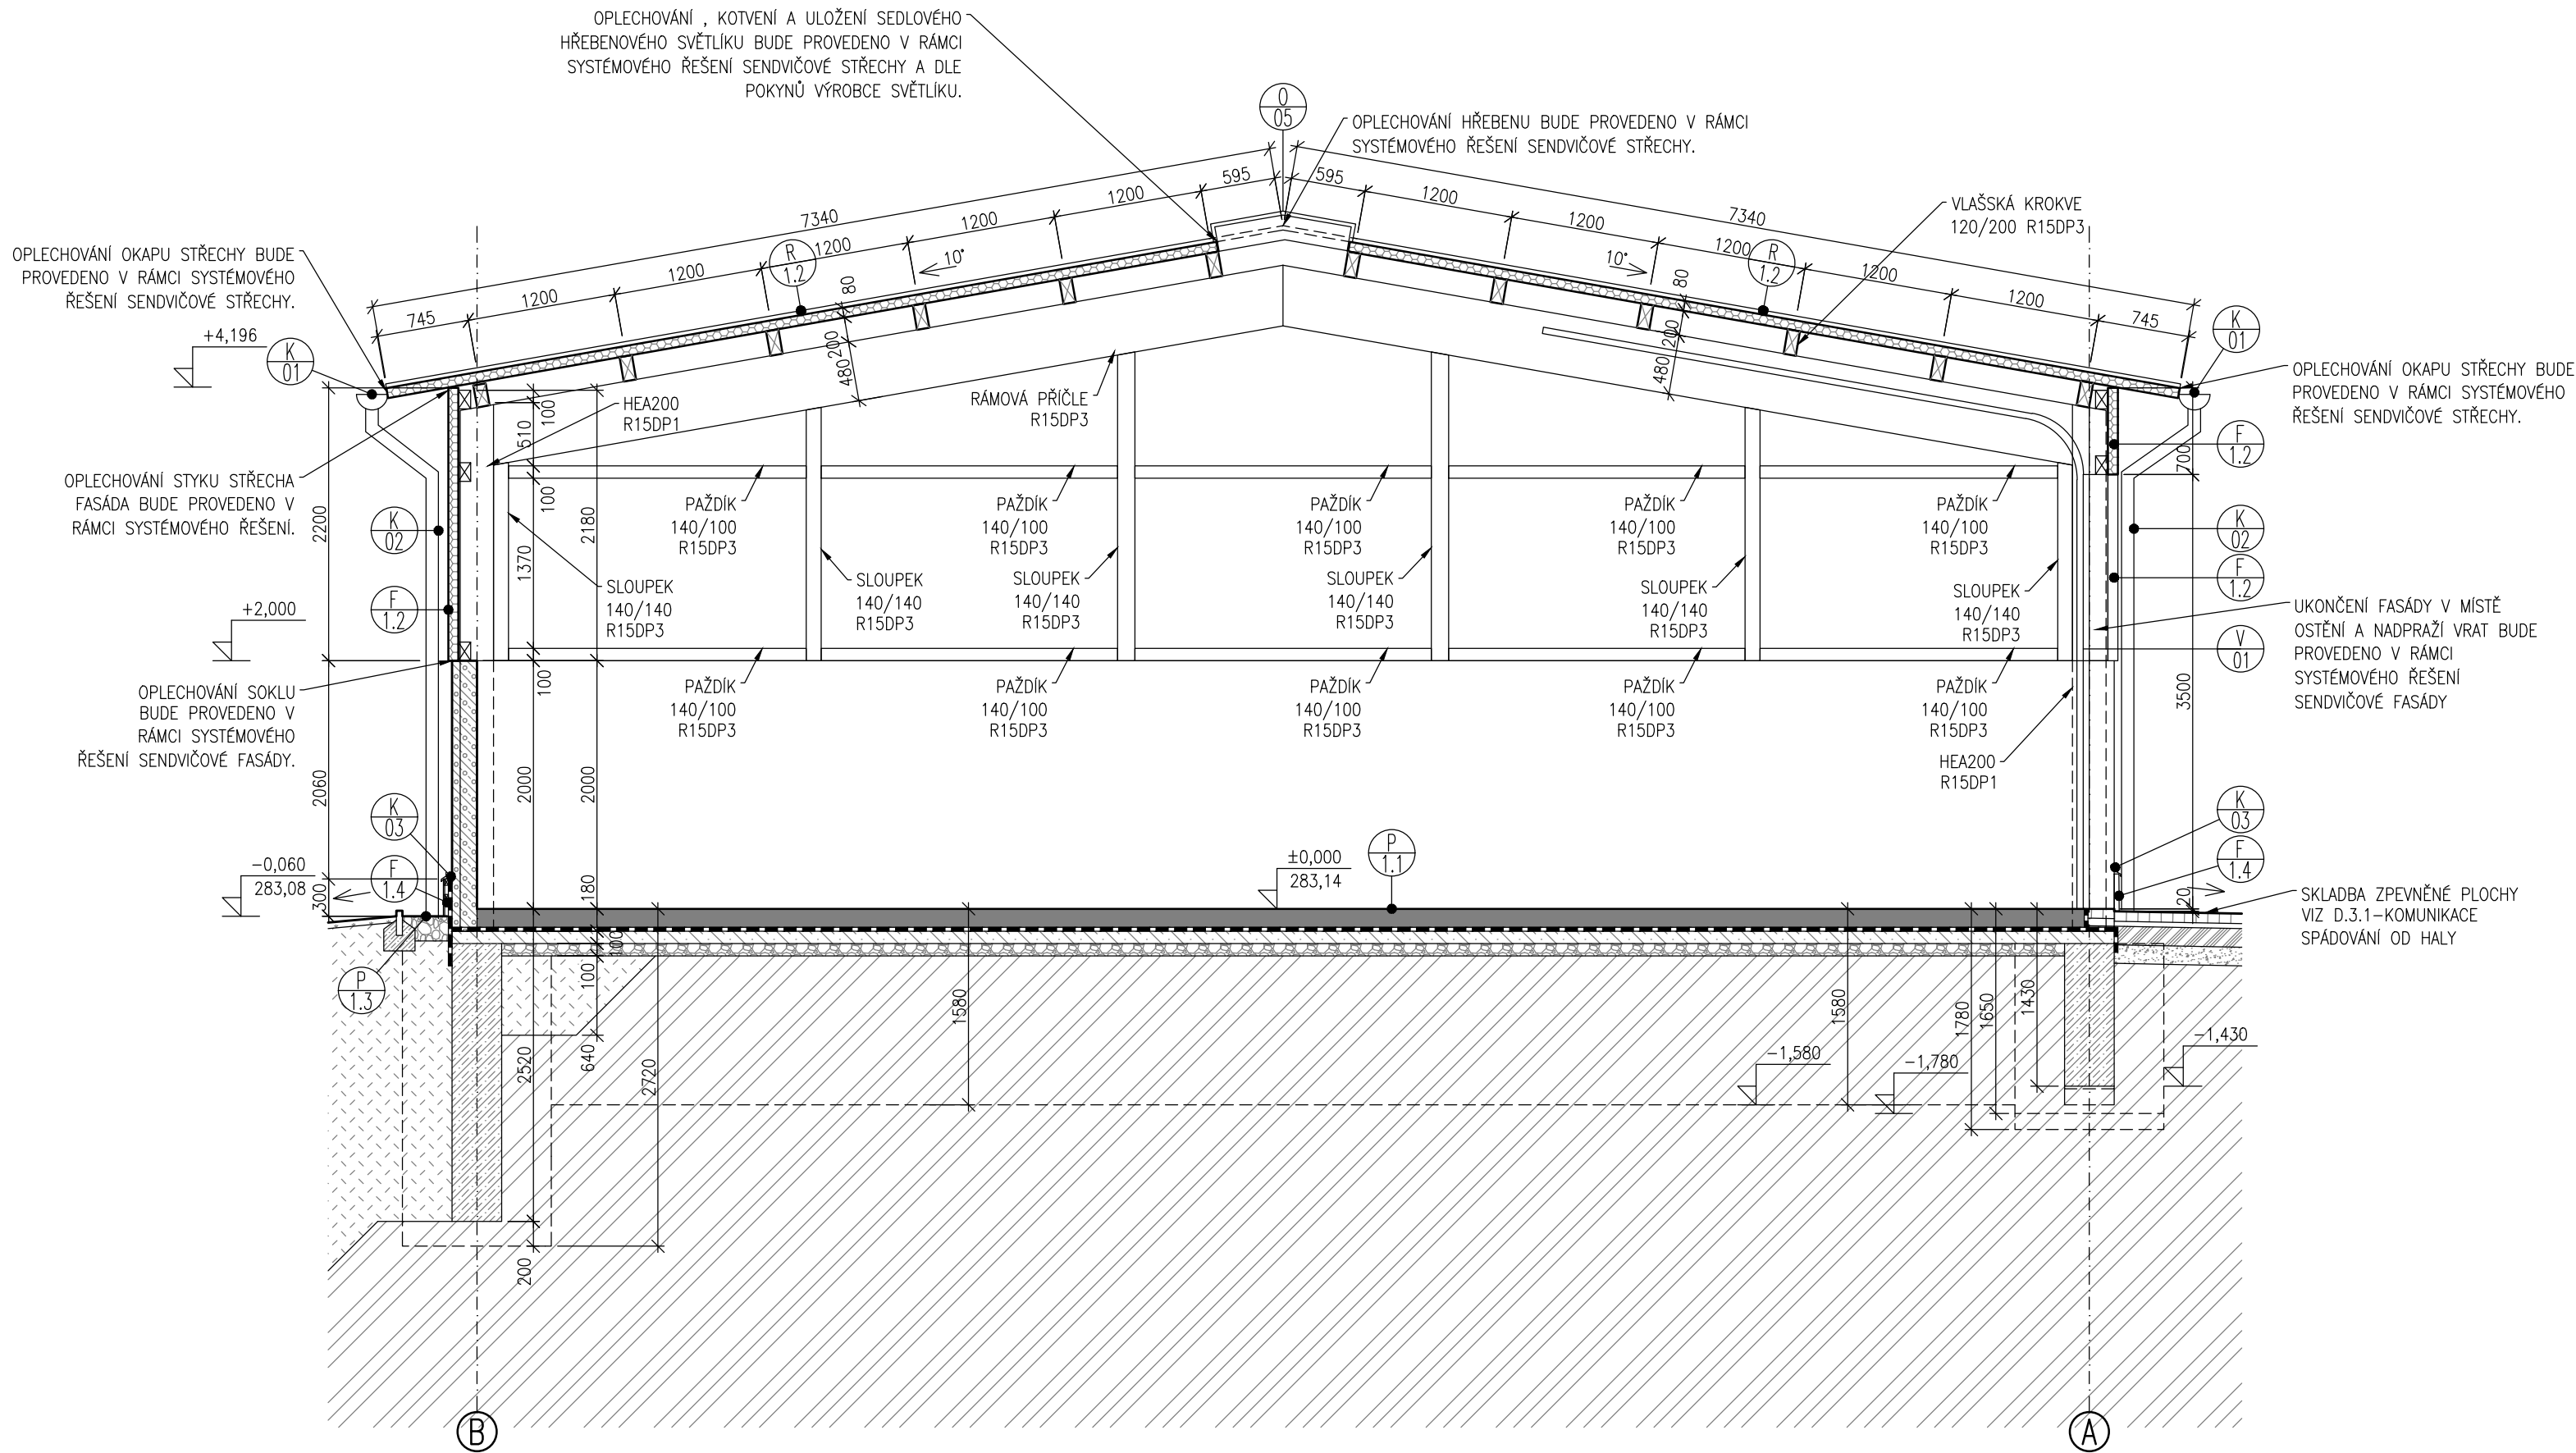 OPLECHOVÁNÍ , KOTVENÍ A ULOŽENÍ SEDLOVÉHO
HŘEBENOVÉHO SVĚTLÍKU BUDE PROVEDENO V RÁMCI
SYSTÉMOVÉHO ŘEŠENÍ SENDVIČOVÉ STŘECHY A DLE
POKYNŮ VÝROBCE SVĚTLÍKU.
O
05
OPLECHOVÁNÍ HŘEBENU BUDE PROVEDENO V RÁMCI
SYSTÉMOVÉHO ŘEŠENÍ SENDVIČOVÉ STŘECHY.
VLAŠSKÁ KROKVE
120/200 R15DP3
7340
745
1200
1200
1200
1200
1200
595
7340
595
1200
1200
1200
1200
1200
745
R
1.2
10°
80
200
480
10°
R
1.2
80
200
480
OPLECHOVÁNÍ OKAPU STŘECHY BUDE
PROVEDENO V RÁMCI SYSTÉMOVÉHO
ŘEŠENÍ SENDVIČOVÉ STŘECHY.
+4,196
K
01
K
01
OPLECHOVÁNÍ OKAPU STŘECHY BUDE
PROVEDENO V RÁMCI SYSTÉMOVÉHO
ŘEŠENÍ SENDVIČOVÉ STŘECHY.
HEA200
R15DP1
RÁMOVÁ PŘÍČLE
R15DP3
100
510
100
1370
2180
100
2200
700
F
1.2
OPLECHOVÁNÍ STYKU STŘECHA
FASÁDA BUDE PROVEDENO V
RÁMCI SYSTÉMOVÉHO ŘEŠENÍ.
K
02
F
1.2
PAŽDÍK
140/100
R15DP3
PAŽDÍK
140/100
R15DP3
PAŽDÍK
140/100
R15DP3
PAŽDÍK
140/100
R15DP3
PAŽDÍK
140/100
R15DP3
K
02
F
1.2
SLOUPEK
140/140
R15DP3
SLOUPEK
140/140
R15DP3
SLOUPEK
140/140
R15DP3
SLOUPEK
140/140
R15DP3
SLOUPEK
140/140
R15DP3
SLOUPEK
140/140
R15DP3
+2,000
UKONČENÍ FASÁDY V MÍSTĚ
OSTĚNÍ A NADPRAŽÍ VRAT BUDE
PROVEDENO V RÁMCI
SYSTÉMOVÉHO ŘEŠENÍ
SENDVIČOVÉ FASÁDY
V
01
OPLECHOVÁNÍ SOKLU
BUDE PROVEDENO V
RÁMCI SYSTÉMOVÉHO
ŘEŠENÍ SENDVIČOVÉ FASÁDY.
PAŽDÍK
140/100
R15DP3
PAŽDÍK
140/100
R15DP3
PAŽDÍK
140/100
R15DP3
PAŽDÍK
140/100
R15DP3
PAŽDÍK
140/100
R15DP3
HEA200
R15DP1
2060
2000
2000
3500
K
03
F
1.4
-0,060
283,08
300
180
±0,000
283,14
P
1.1
K
03
F
1.4
20
SKLADBA ZPEVNĚNÉ PLOCHY
VIZ D.3.1-KOMUNIKACE
SPÁDOVÁNÍ OD HALY
P
1.3
100
100
640
2520
2720
200
1580
1580
1780
1650
1430
-1,580
-1,780
-1,430
B
A